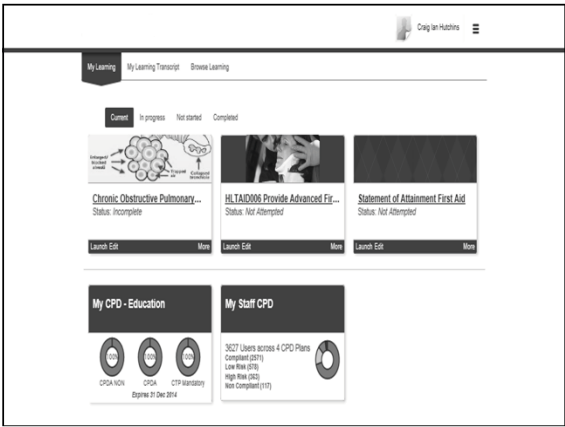 Craig Ian Hutchins
My Learning My Learning Transcript Browse Learning
Current In progress Not started Completed
Chronic Obstructive Pulmonary...
Status: Incomplete
Launch Edit More
HLTAID006 Provide Advanced Fir...
Status: Not Attempted
Launch Edit More
Statement of Attainment First Aid
Status: Not Attempted
Launch Edit More
My CPD - Education
100% 100% 100%
CPDA NON CPDA CTP Mandatory
Expires 31 Dec 2014
My Staff CPD
3627 Users across 4 CPD Plans
Compliant (2571)
Low Risk (578)
High Risk (363)
Non Compliant (117)